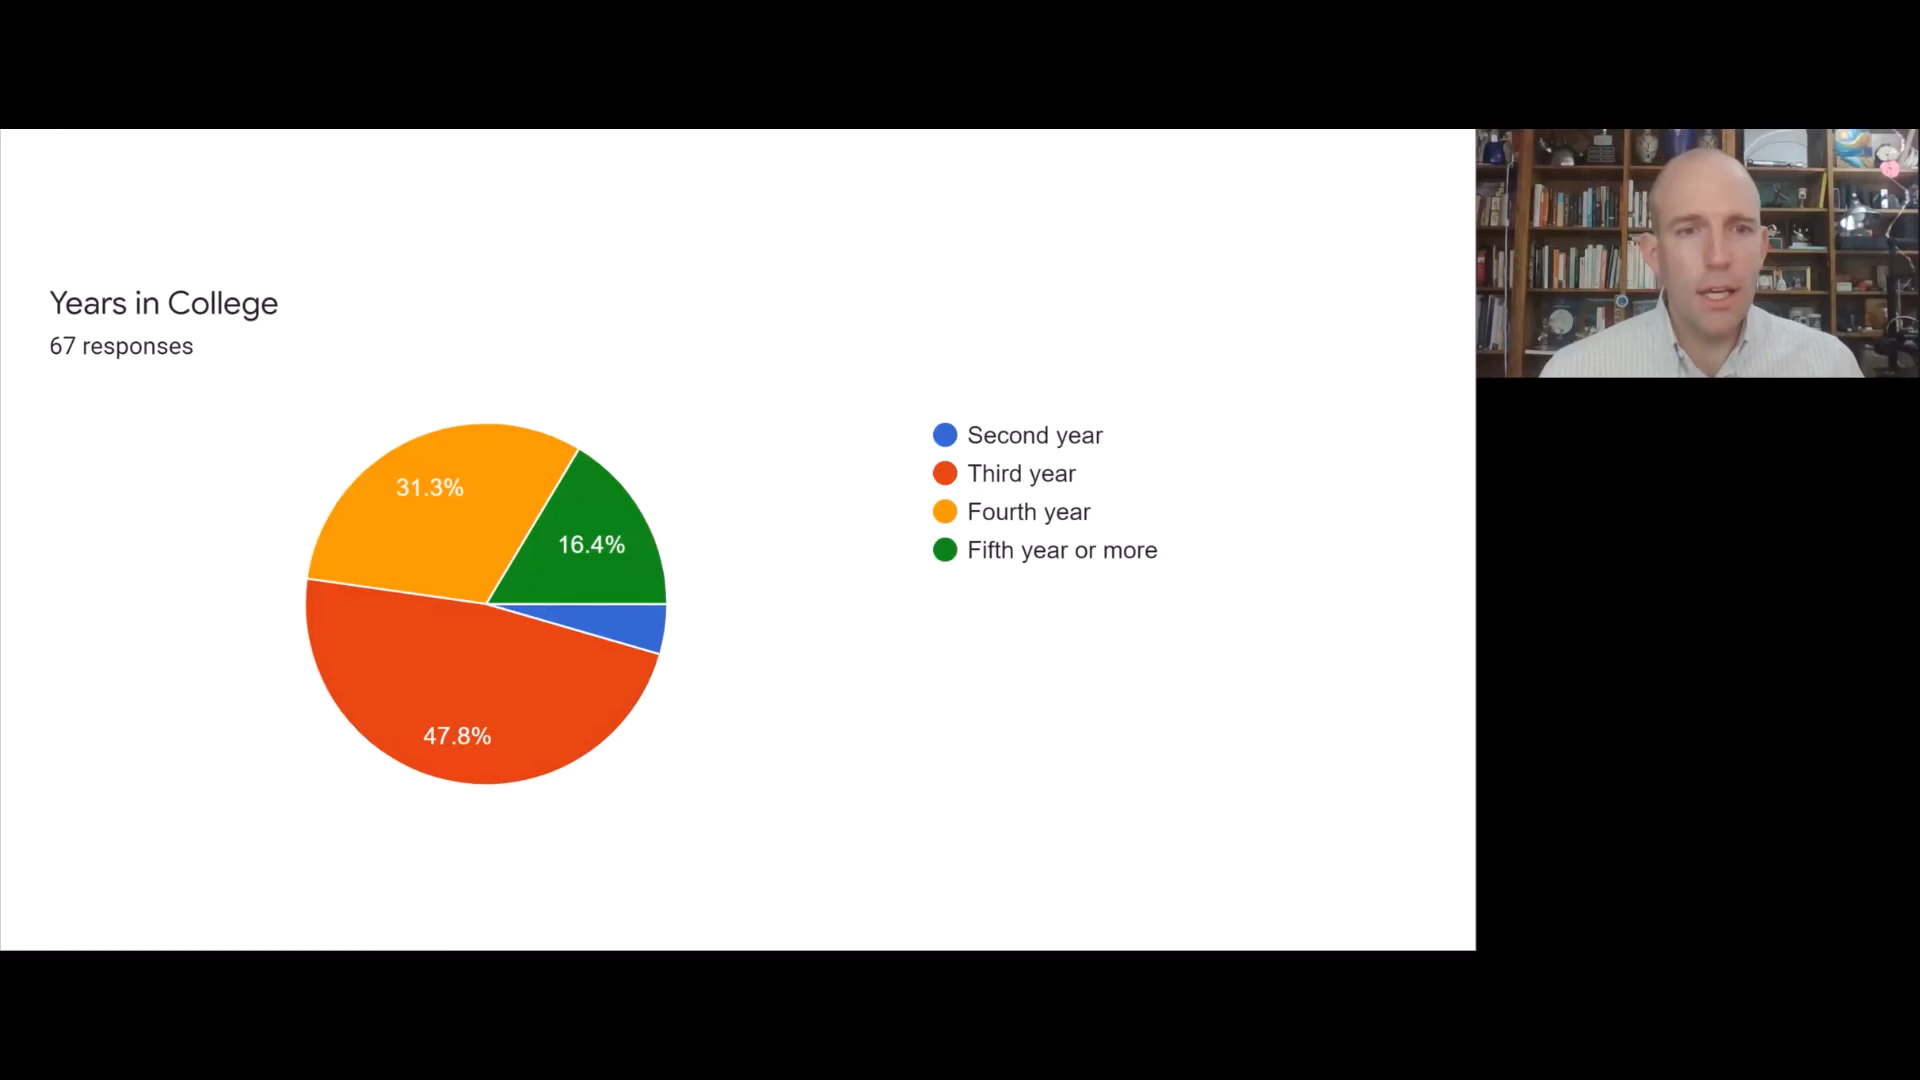 Years in College
67 responses
31.3%
16.4%
47.8%
Second year
Third year
Fourth year
Fifth year or more